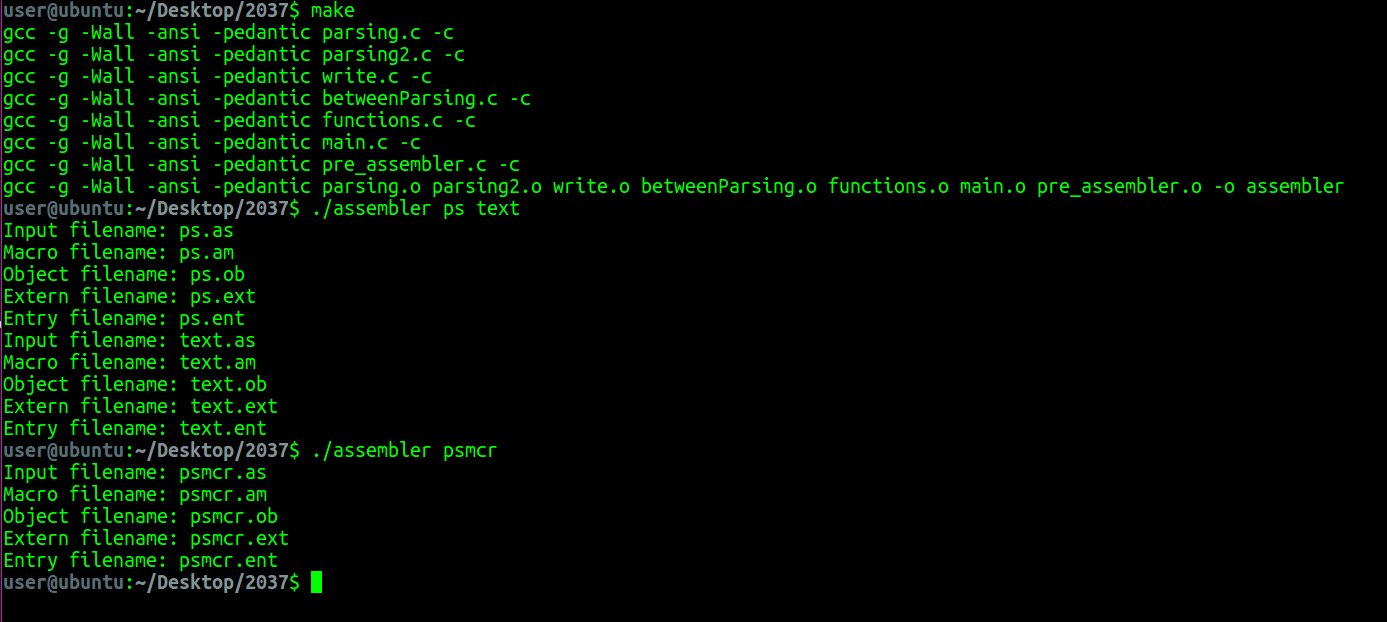 user@ubuntu:~/Desktop/2037$ make
gcc -g -Wall -ansi -pedantic parsing.c -c
gcc -g -Wall -ansi -pedantic parsing2.c -c
gcc -g -Wall -ansi -pedantic write.c -c
gcc -g -Wall -ansi -pedantic betweenParsing.c -c
gcc -g -Wall -ansi -pedantic functions.c -c
gcc -g -Wall -ansi -pedantic main.c -c
gcc -g -Wall -ansi -pedantic pre_assembler.c -c
gcc -g -Wall -ansi -pedantic parsing.o parsing2.o write.o betweenParsing.o functions.o main.o pre_assembler.o -o assembler
user@ubuntu:~/Desktop/2037$ ./assembler ps text
Input filename: ps.as
Macro filename: ps.am
Object filename: ps.ob
Extern filename: ps.ext
Entry filename: ps.ent
Input filename: text.as
Macro filename: text.am
Object filename: text.ob
Extern filename: text.ext
Entry filename: text.ent
user@ubuntu:~/Desktop/2037$ ./assembler psmcr
Input filename: psmcr.as
Macro filename: psmcr.am
Object filename: psmcr.ob
Extern filename: psmcr.ext
Entry filename: psmcr.ent
user@ubuntu:~/Desktop/2037$